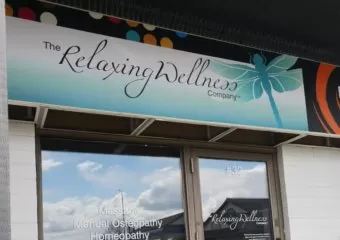 The
Relaxing Wellness
Company
Massage
Manual Osteopathy
Homeopathy
Relaxing Wellness